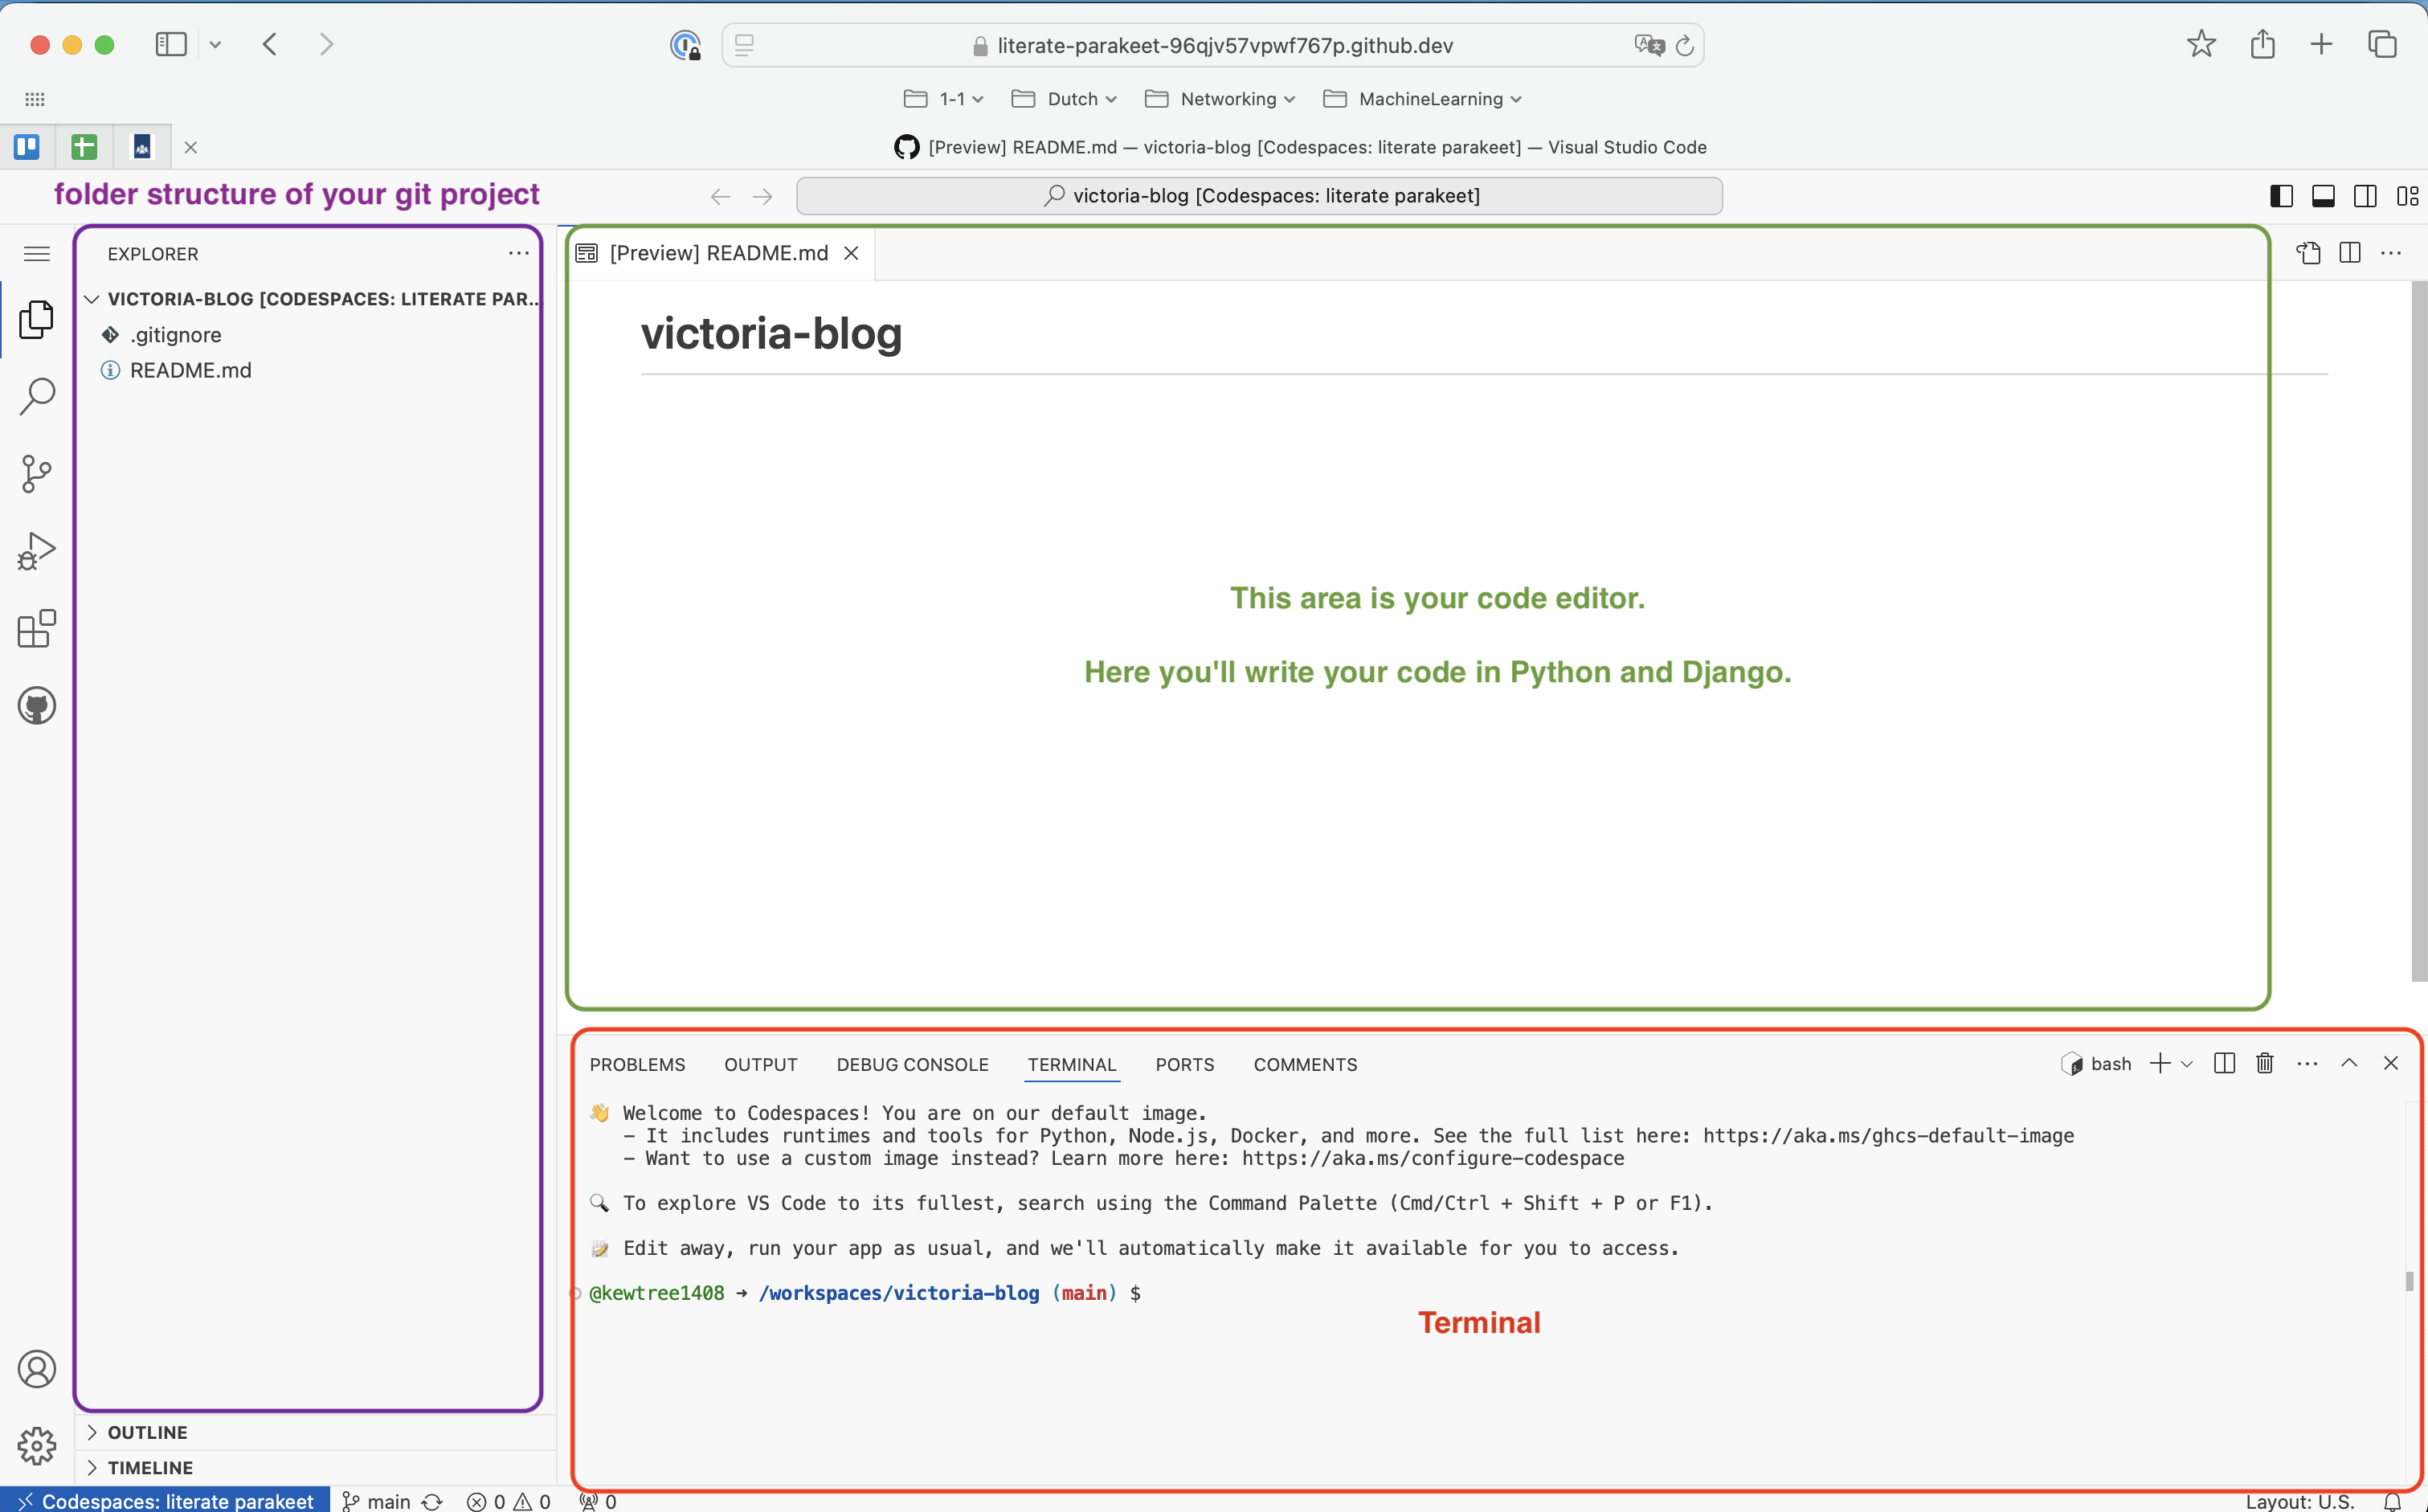 literate-parakeet-96qjv57vpwf767p.github.dev
1-1
Dutch
Networking
MachineLearning
[Preview] README.md — victoria-blog [Codespaces: literate parakeet] — Visual Studio Code
folder structure of your git project
victoria-blog [Codespaces: literate parakeet]
EXPLORER
VICTORIA-BLOG [CODESPACES: LITERATE PAR...
.gitignore
README.md
OUTLINE
TIMELINE
[Preview] README.md
victoria-blog
This area is your code editor.
Here you'll write your code in Python and Django.
PROBLEMS OUTPUT DEBUG CONSOLE TERMINAL PORTS COMMENTS
bash
👋 Welcome to Codespaces! You are on our default image.
- It includes runtimes and tools for Python, Node.js, Docker, and more. See the full list here: https://aka.ms/ghcs-default-image
- Want to use a custom image instead? Learn more here: https://aka.ms/configure-codespace
🔍 To explore VS Code to its fullest, search using the Command Palette (Cmd/Ctrl + Shift + P or F1).
📝 Edit away, run your app as usual, and we'll automatically make it available for you to access.
@kewtree1408 → /workspaces/victoria-blog (main) $
Terminal
Codespaces: literate parakeet main 0 0 0 Layout: U.S.